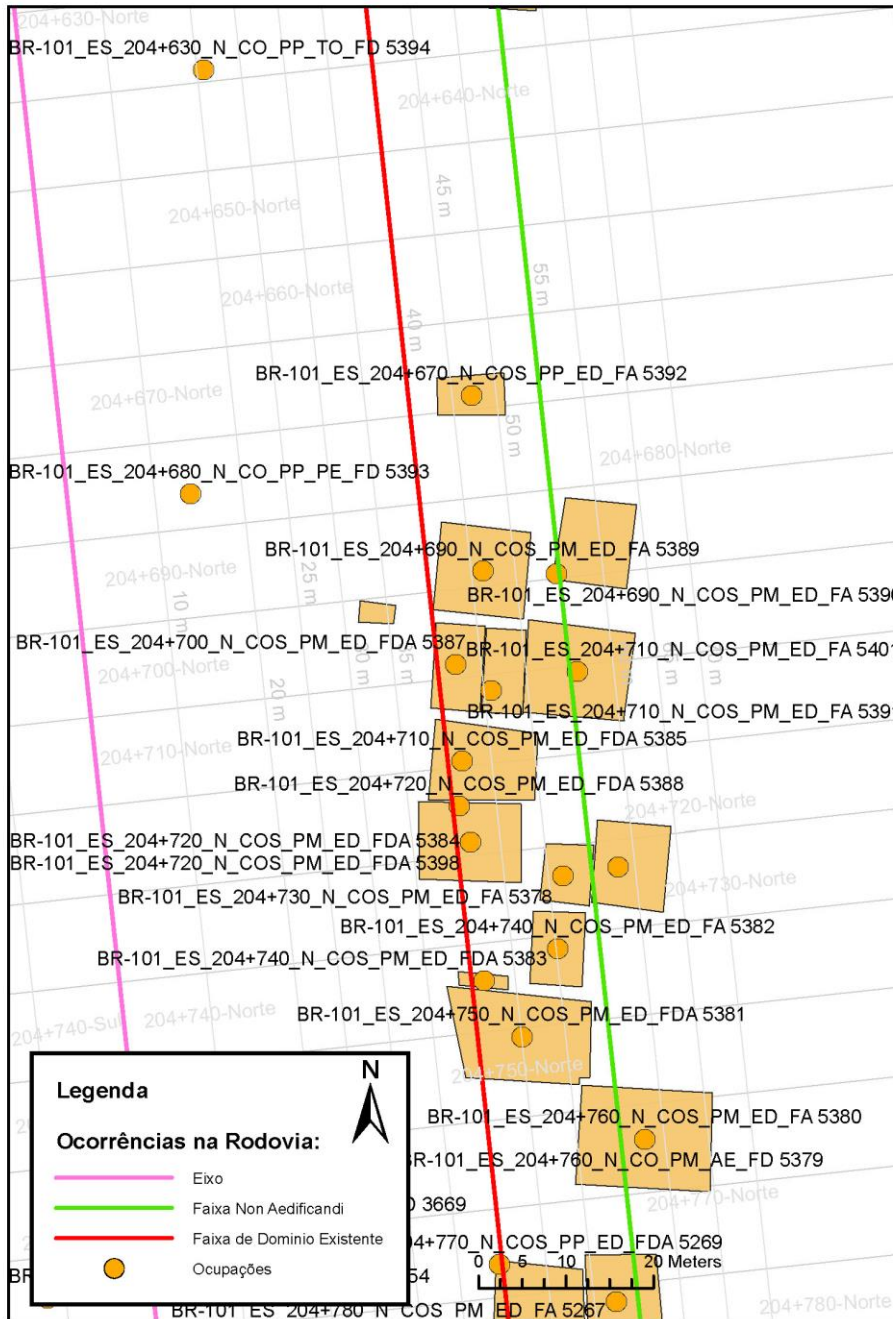 204+630-Norte
BR-101_ES_204+630_N_CO_PP_TO_FD 5394
204+640-Norte
45 m
204+650-Norte
55 m
204+660-Norte
40 m
BR-101_ES_204+670_N_COS_PP_ED_FA 5392
204+670-Norte
50 m
204+680-Norte
BR-101_ES_204+680_N_CO_PP_PE_FD 5393
BR-101_ES_204+690_N_COS_PM_ED_FA 5389
204+690-Norte
25 m
10 m
BR-101_ES_204+690_N_COS_PM_ED_FA
BR-101_ES_204+700_N_COS_PM_ED_FDA 5387
BR-101_ES_204+710_N_COS_PM_ED_FA 5401
204+700-Norte
20 m
BR-101_ES_204+710_N_COS_PM_ED_FA
BR-101_ES_204+710_N_COS_PM_ED_FDA 5385
204+710-Norte
BR-101_ES_204+720_N_COS_PM_ED_FDA 5388
204+720-Norte
BR-101_ES_204+720_N_COS_PM_ED_FDA 5384
BR-101_ES_204+720_N_COS_PM_ED_FDA 5398
204+730-Norte
BR-101_ES_204+730_N_COS_PM_ED_FA 5378
BR-101_ES_204+740_N_COS_PM_ED_FA 5382
BR-101_ES_204+740_N_COS_PM_ED_FDA 5383
BR-101_ES_204+750_N_COS_PM_ED_FDA 5381
204+740-Sul
204+740-Norte
204+750-Norte
BR-101_ES_204+760_N_COS_PM_ED_FA 5380
BR-101_ES_204+760_N_CO_PM_AE_FD 5379
204+770-Norte
3669
+770_N_COS_PP_ED_FDA 5269
0 5 10 20 Meters
BR-101_ES_204+780_N_COS_PM_ED_FA 5267
204+780-Norte
N
Legenda
Ocorrências na Rodovia:
Eixo
Faixa Non Aedificandi
Faixa de Dominio Existente
Ocupações